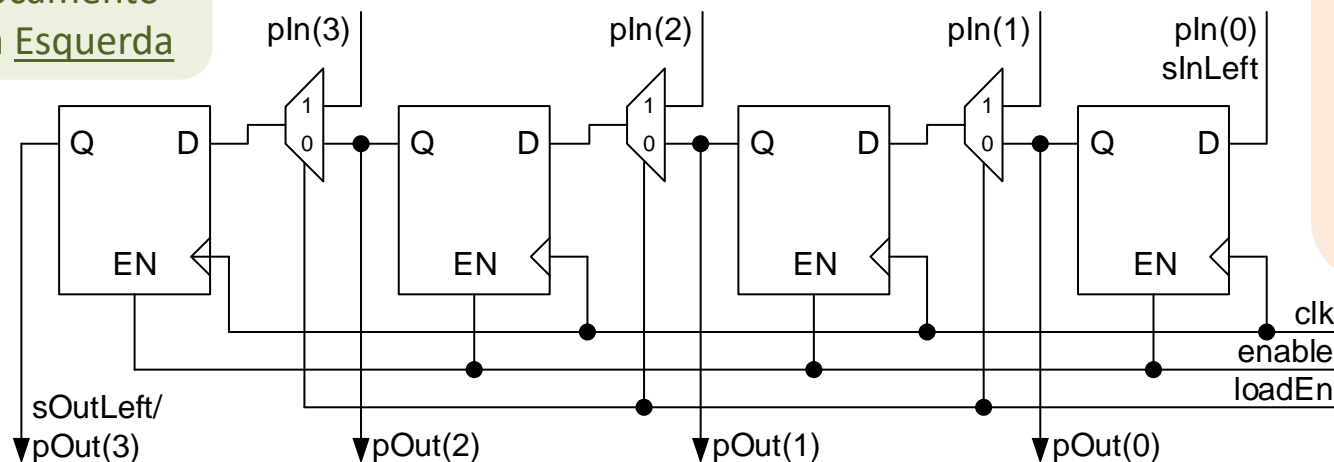 Esquerda
pIn(3)
pIn(2)
pIn(1)
pIn(0)
sInLeft
1
0
1
0
1
0
Q
D
EN
Q
D
EN
Q
D
EN
Q
D
EN
clk
enable
loadEn
sOutLeft/
pOut(3)
pOut(2)
pOut(1)
pOut(0)